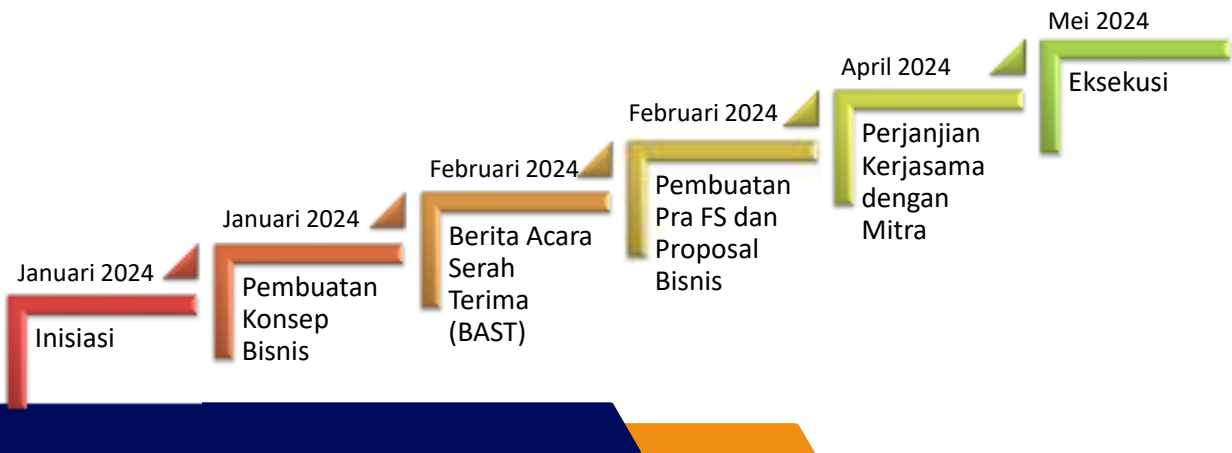 Januari 2024
Inisiasi
Januari 2024
Pembuatan
Konsep
Bisnis
Februari 2024
Berita Acara
Serah
Terima
(BAST)
Februari 2024
Pembuatan
Pra FS dan
Proposal
Bisnis
April 2024
Perjanjian
Kerjasama
dengan
Mitra
Mei 2024
Eksekusi